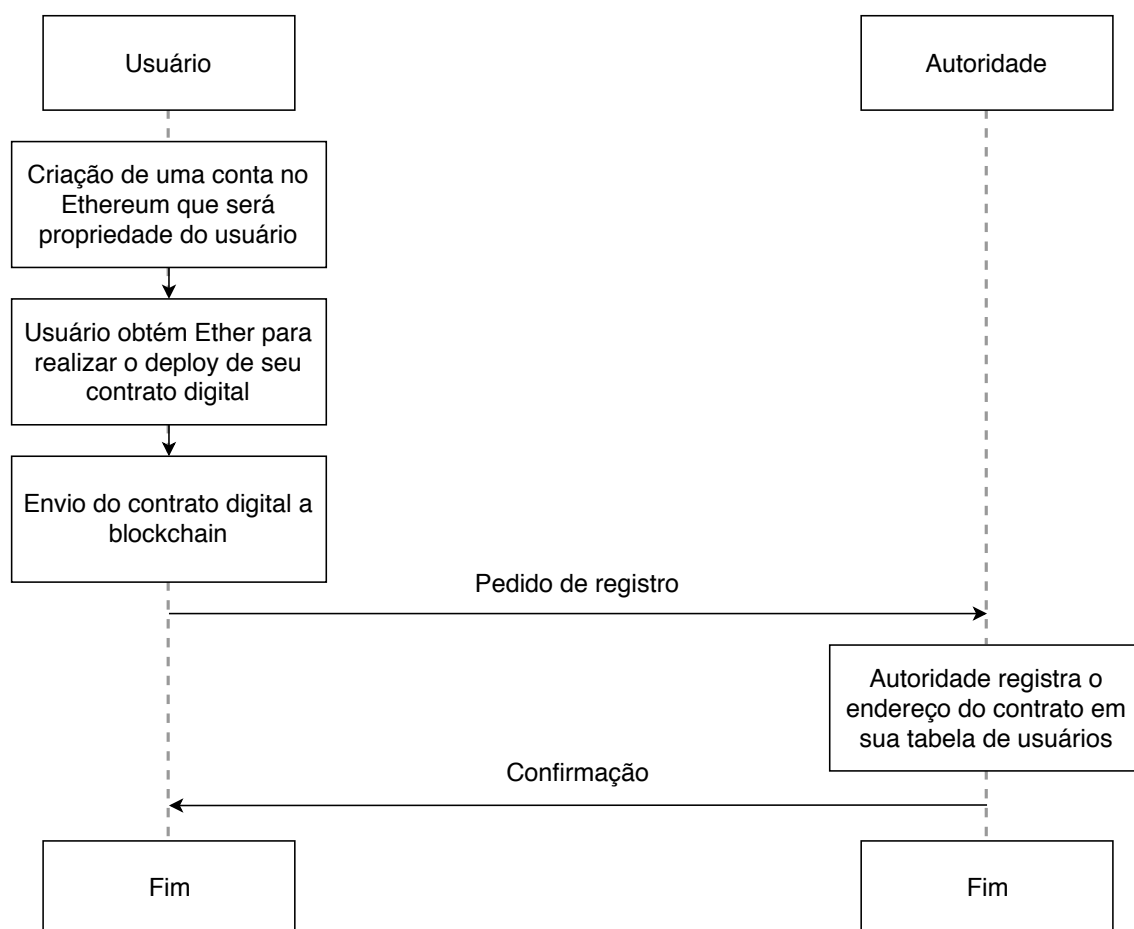 Usuário
Autoridade
Criação de uma conta no
Ethereum que será
propriedade do usuário
Usuário obtém Ether para
realizar o deploy de seu
contrato digital
Envio do contrato digital a
blockchain
Pedido de registro
Autoridade registra o
endereço do contrato em
sua tabela de usuários
Confirmação
Fim
Fim